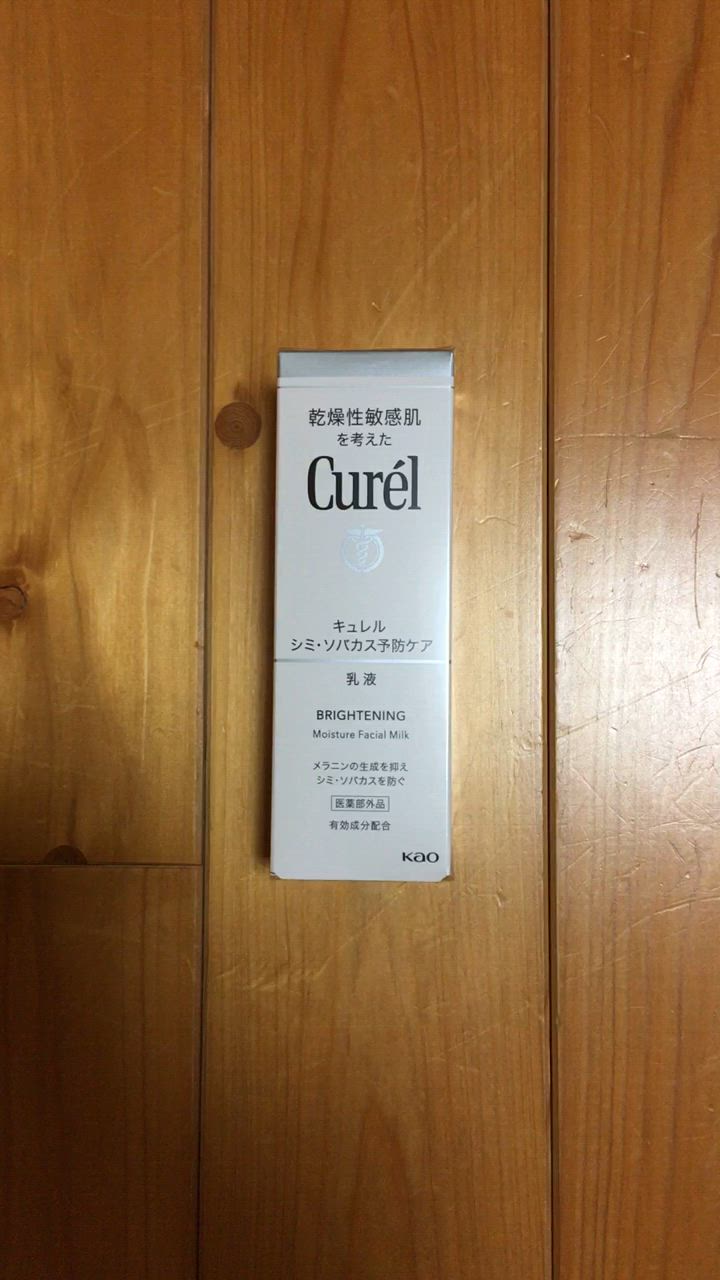 乾燥性敏感肌
を考えた
Curél
キュレル
シミ・ソバカス予防ケア
乳液
BRIGHTENING
Moisture Facial Milk
メラニンの生成を抑え
シミ・ソバカスを防ぐ
医薬部外品
有効成分配合
Kao